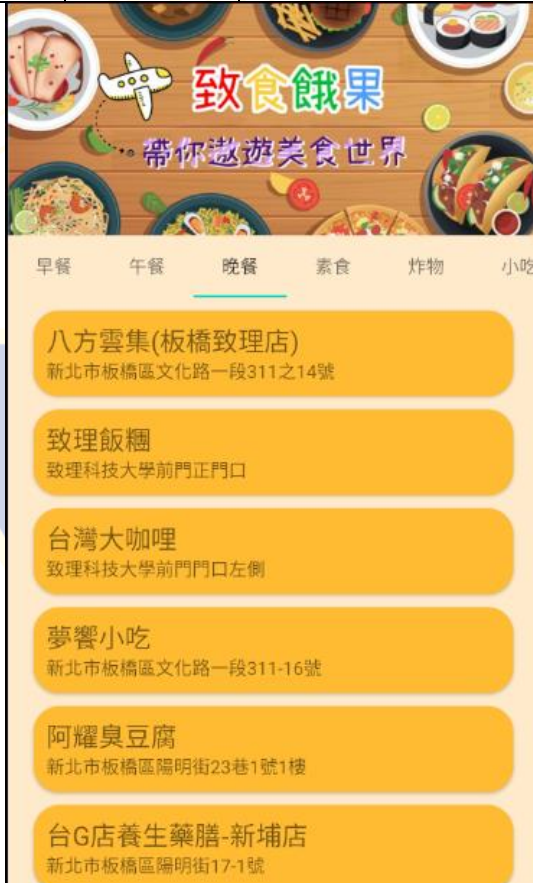 致食餓果
帶你遨遊美食世界
早餐 午餐 晚餐 素食 炸物 小吃
八方雲集(板橋致理店)
新北市板橋區文化路一段311之14號
致理飯糰
致理科技大學前門正門口
台灣大咖哩
致理科技大學前門門口左側
夢饗小吃
新北市板橋區文化路一段311-16號
阿耀臭豆腐
新北市板橋區陽明街23巷1號1樓
台G店養生藥膳-新埔店
新北市板橋區陽明街17-1號